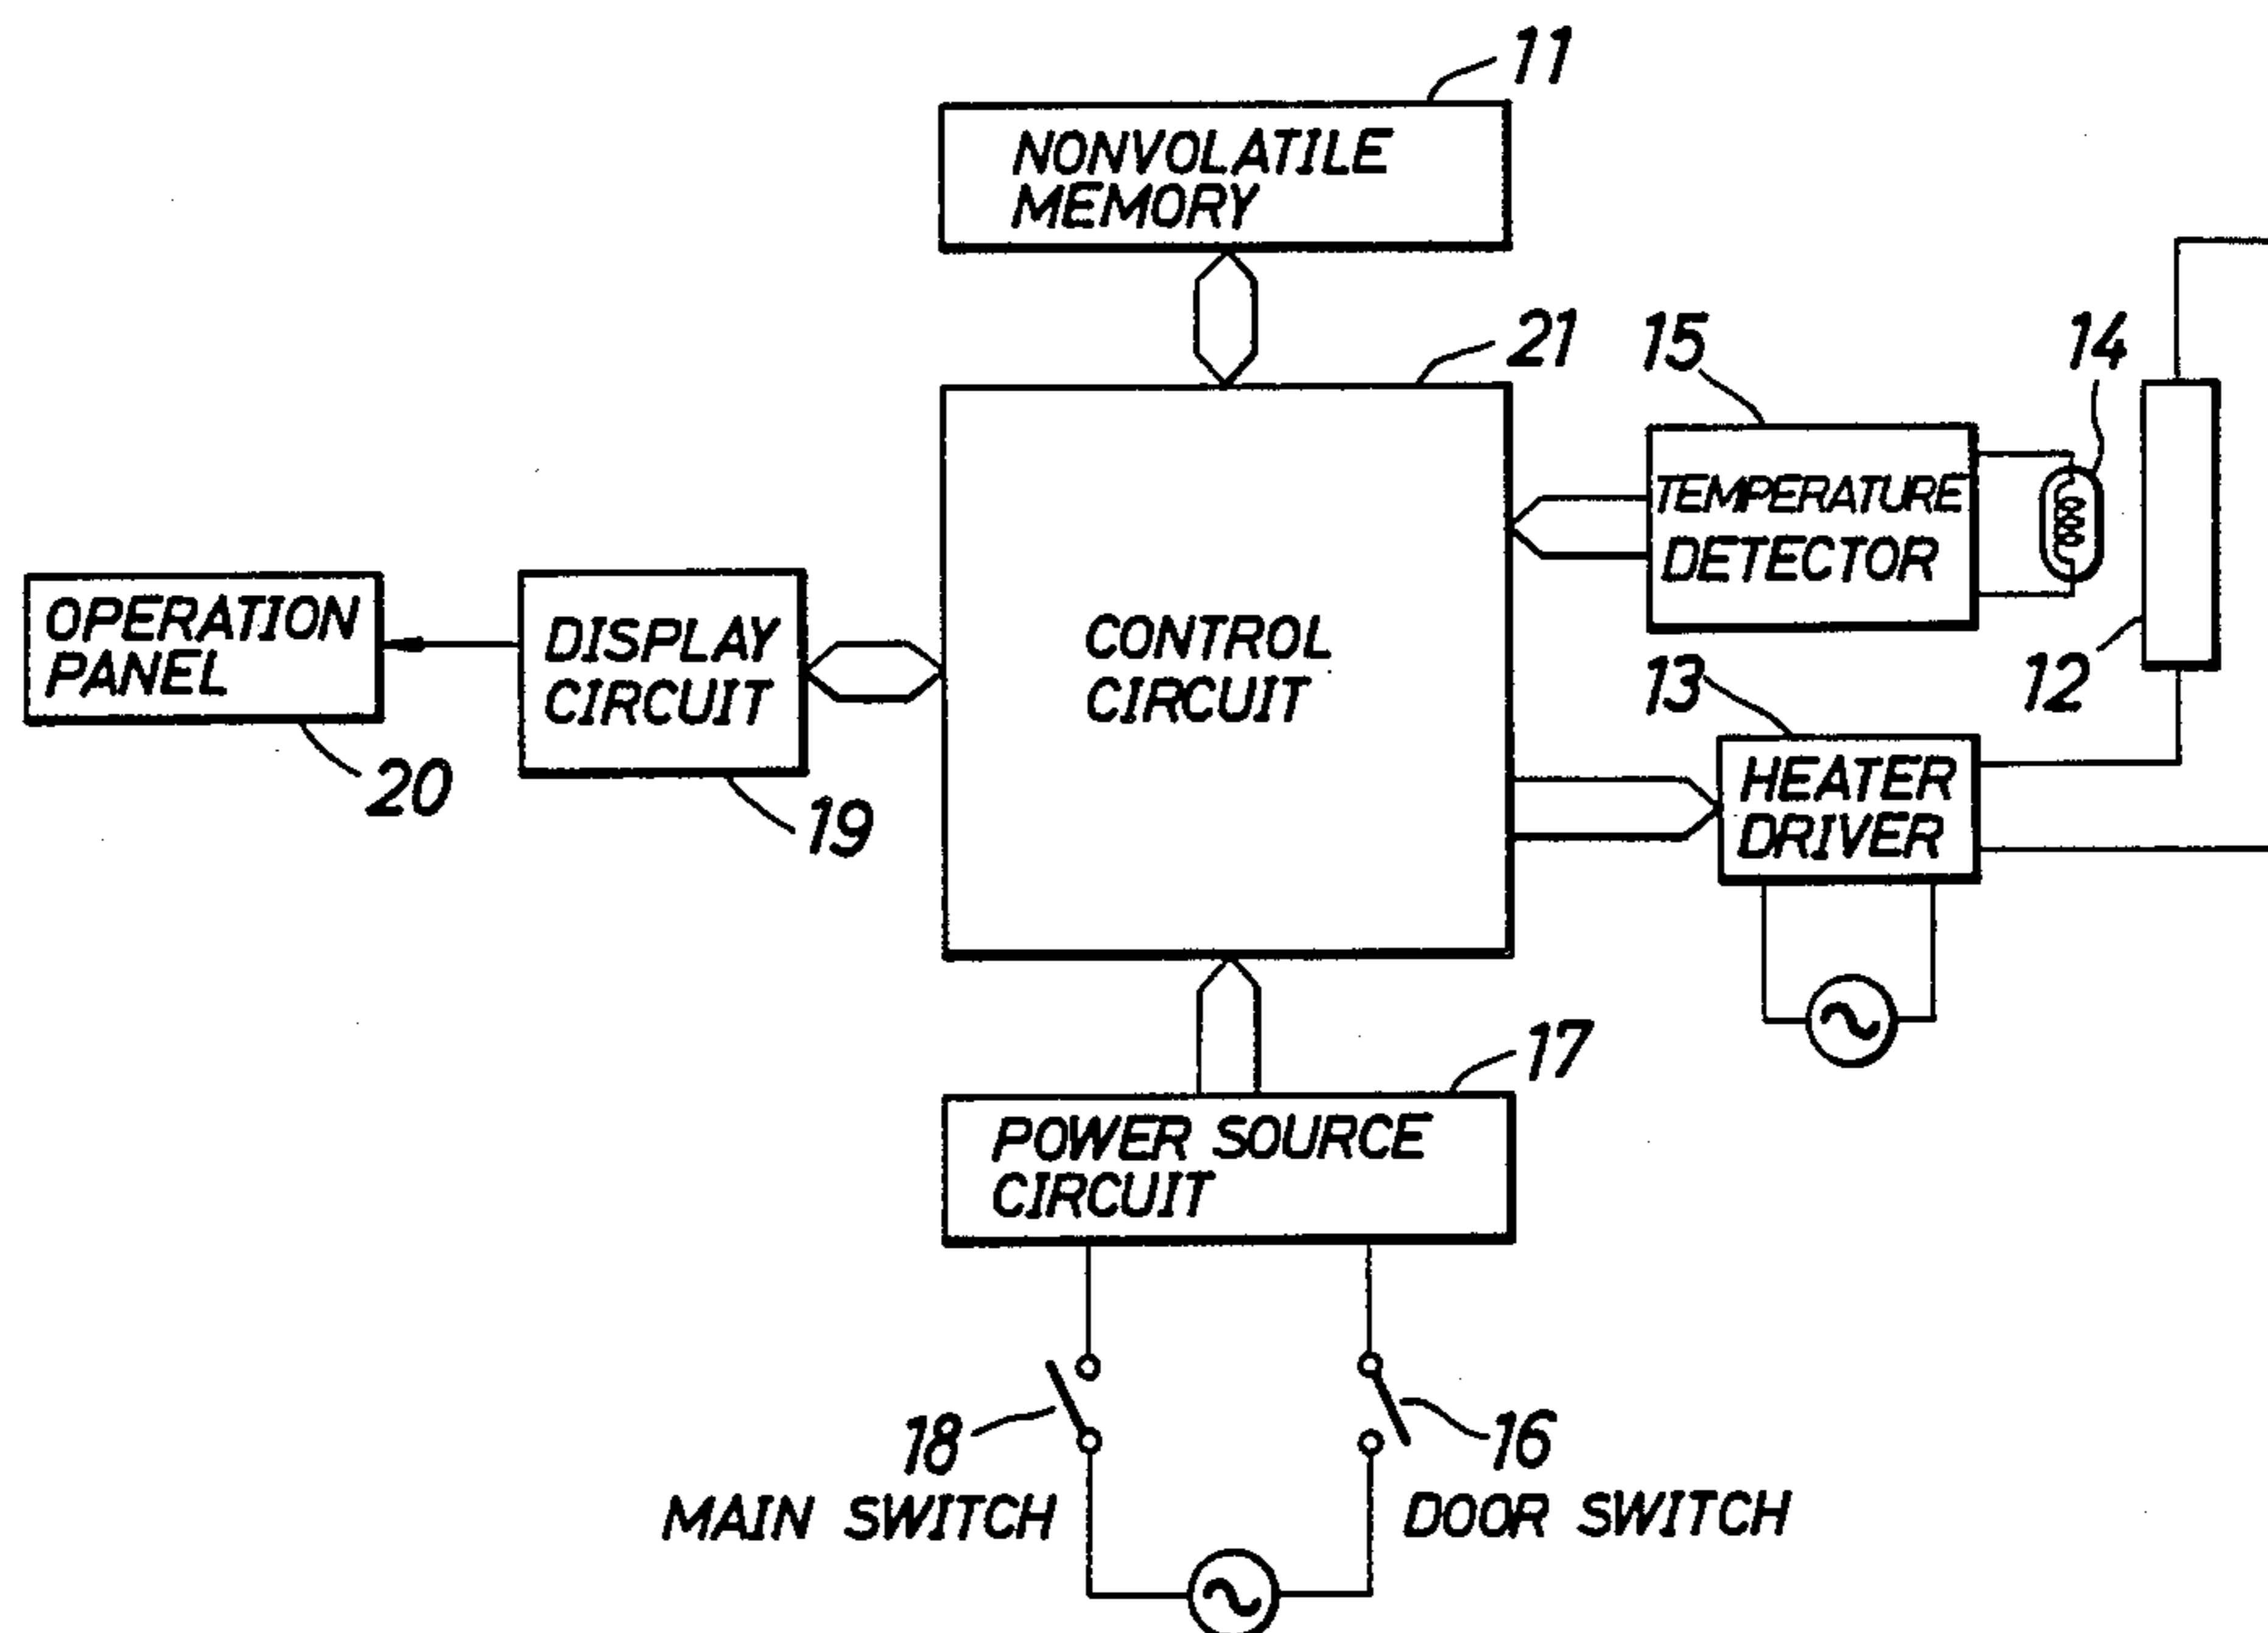 11
NONVOLATILE
MEMORY
21
15
14
TEMPERATURE
DETECTOR
OPERATION
PANEL
DISPLAY
CIRCUIT
CONTROL
CIRCUIT
12
13
HEATER
DRIVER
20
19
17
POWER SOURCE
CIRCUIT
18
16
MAIN SWITCH
DOOR SWITCH